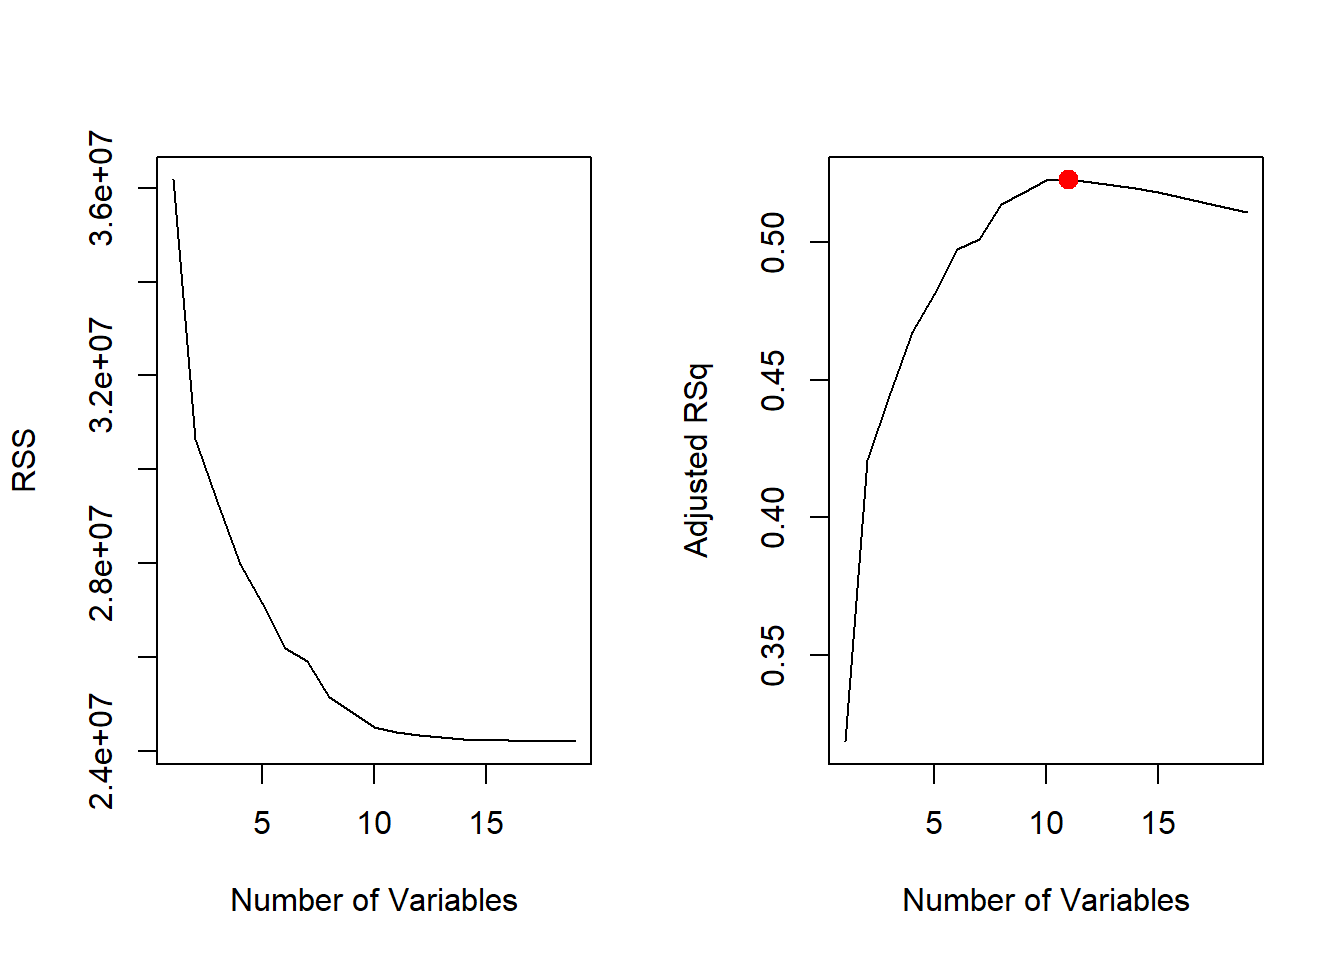 RSS
3.6e+07
3.2e+07
2.8e+07
2.4e+07
5 10 15
Number of Variables
Adjusted RSq
0.50
0.45
0.40
0.35
5 10 15
Number of Variables